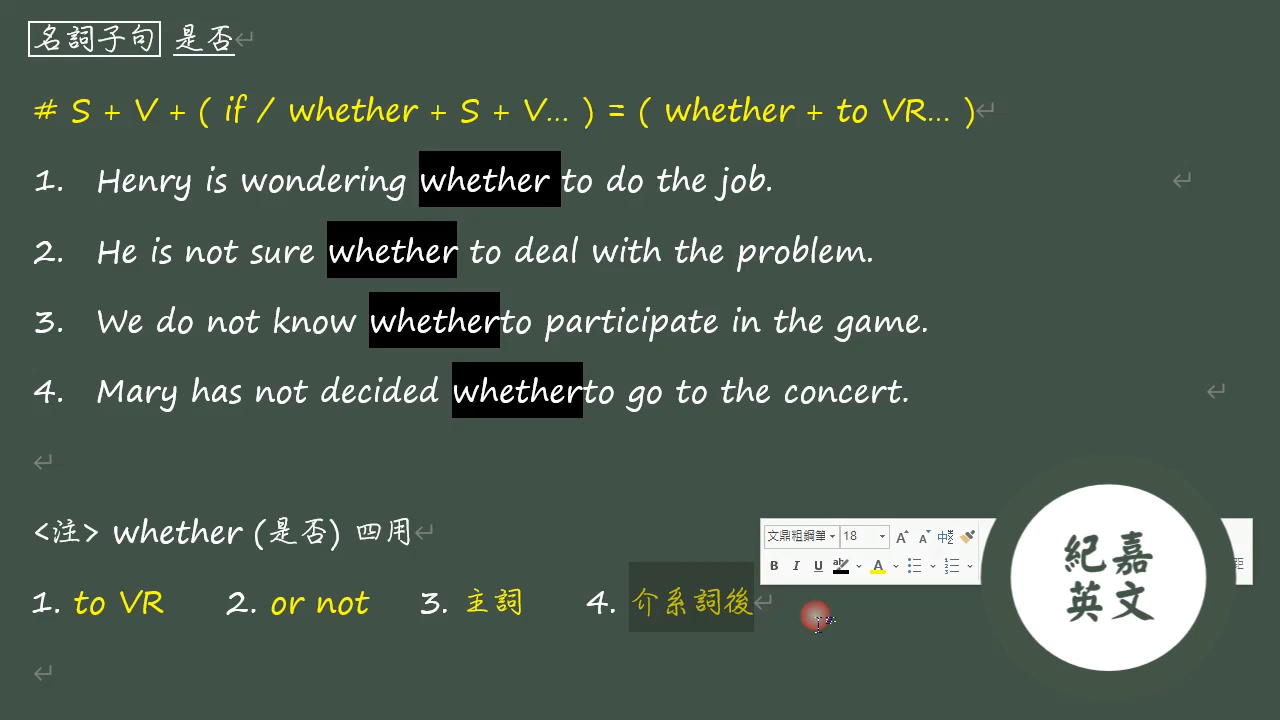 名詞子句 是否
# S + V + ( if / whether + S + V... ) = ( whether + to VR... )
1. Henry is wondering whether to do the job.
2. He is not sure whether to deal with the problem.
3. We do not know whetherto participate in the game.
4. Mary has not decided whetherto go to the concert.
<注> whether (是否) 四用
文鼎粗鋼筆 18
B I U ab A 距
1. to VR 2. or not 3. 主詞 4. 介系詞後
紀嘉
英文